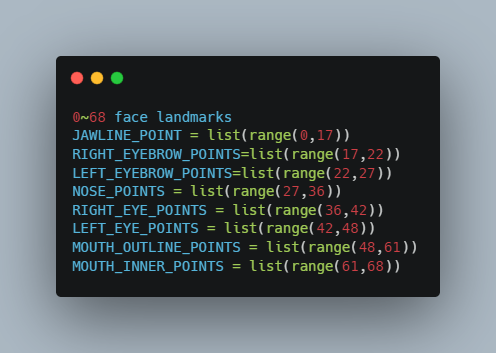 0~68 face landmarks
JAWLINE_POINT = list(range(0,17))
RIGHT_EYEBROW_POINTS=list(range(17,22))
LEFT_EYEBROW_POINTS=list(range(22,27))
NOSE_POINTS = list(range(27,36))
RIGHT_EYE_POINTS = list(range(36,42))
LEFT_EYE_POINTS = list(range(42,48))
MOUTH_OUTLINE_POINTS = list(range(48,61))
MOUTH_INNER_POINTS = list(range(61,68))